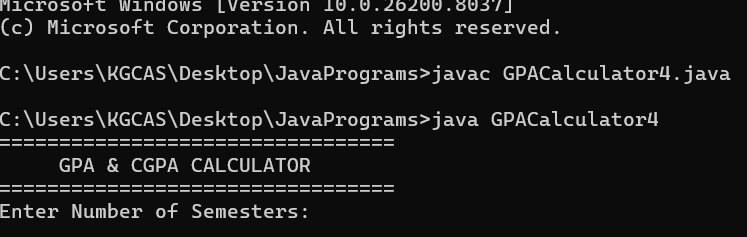 Microsoft Windows [Version 10.0.26200.8037]
(c) Microsoft Corporation. All rights reserved.
C:\Users\KGCAS\Desktop\JavaPrograms>javac GPACalculator4.java
C:\Users\KGCAS\Desktop\JavaPrograms>java GPACalculator4
=================================
     GPA & CGPA CALCULATOR
=================================
Enter Number of Semesters: